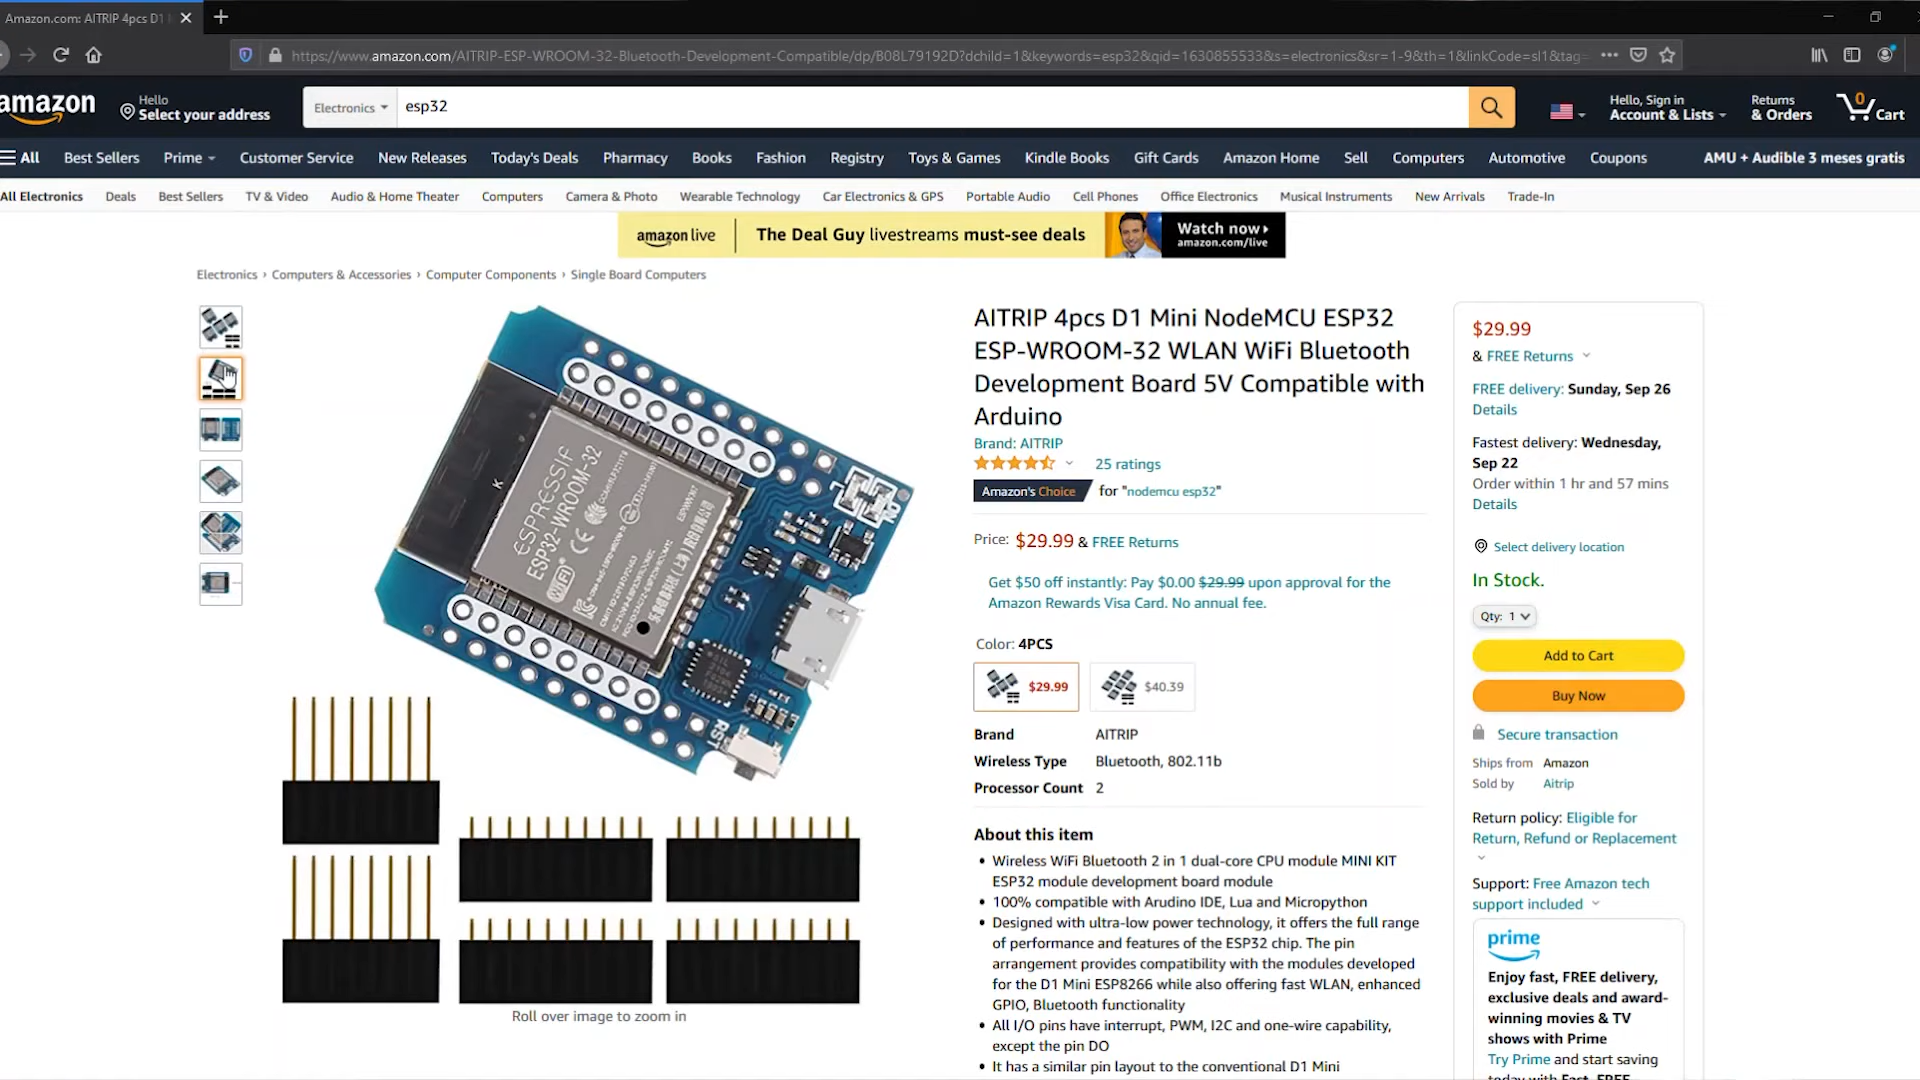 Amazon.com: AITRIP 4pcs D1
https://www.amazon.com/AITRIP-ESP-WROOM-32-Bluetooth-Development-Compatible/dp/B08L79192D?dchild=1&keywords=esp32&qid=1630855533&s=electronics&sr=1-9&th=1&linkCode=sl1&tag=
amazon
Hello
Select your address
Electronics
esp32
Hello, Sign in
Account & Lists
Returns
& Orders
0
Cart
All Best Sellers Prime Customer Service New Releases Today's Deals Pharmacy Books Fashion Registry Toys & Games Kindle Books Gift Cards Amazon Home Sell Computers Automotive Coupons AMU + Audible 3 meses gratis
All Electronics Deals Best Sellers TV & Video Audio & Home Theater Computers Camera & Photo Wearable Technology Car Electronics & GPS Portable Audio Cell Phones Office Electronics Musical Instruments New Arrivals Trade-In
amazon live The Deal Guy livestreams must-see deals Watch now
amazon.com/live
Electronics › Computers & Accessories › Computer Components › Single Board Computers
ESPRESSIF
ESP32-WROOM-32
WiFi
CE
RST
Roll over image to zoom in
AITRIP 4pcs D1 Mini NodeMCU ESP32
ESP-WROOM-32 WLAN WiFi Bluetooth
Development Board 5V Compatible with
Arduino
Brand: AITRIP
25 ratings
Amazon's Choice for "nodemcu esp32"
Price: $29.99 & FREE Returns
Get $50 off instantly: Pay $0.00 $29.99 upon approval for the
Amazon Rewards Visa Card. No annual fee.
Color: 4PCS
$29.99 $40.39
Brand AITRIP
Wireless Type Bluetooth, 802.11b
Processor Count 2
About this item
• Wireless WiFi Bluetooth 2 in 1 dual-core CPU module MINI KIT
ESP32 module development board module
• 100% compatible with Arudino IDE, Lua and Micropython
• Designed with ultra-low power technology, it offers the full range
of performance and features of the ESP32 chip. The pin
arrangement provides compatibility with the modules developed
for the D1 Mini ESP8266 while also offering fast WLAN, enhanced
GPIO, Bluetooth functionality
• All I/O pins have interrupt, PWM, I2C and one-wire capability,
except the pin DO
• It has a similar pin layout to the conventional D1 Mini
$29.99
& FREE Returns
FREE delivery: Sunday, Sep 26
Details
Fastest delivery: Wednesday,
Sep 22
Order within 1 hr and 57 mins
Details
Select delivery location
In Stock.
Qty: 1
Add to Cart
Buy Now
Secure transaction
Ships from Amazon
Sold by Aitrip
Return policy: Eligible for
Return, Refund or Replacement
Support: Free Amazon tech
support included
prime
Enjoy fast, FREE delivery,
exclusive deals and award-
winning movies & TV
shows with Prime
Try Prime and start saving
today with Fast, FREE